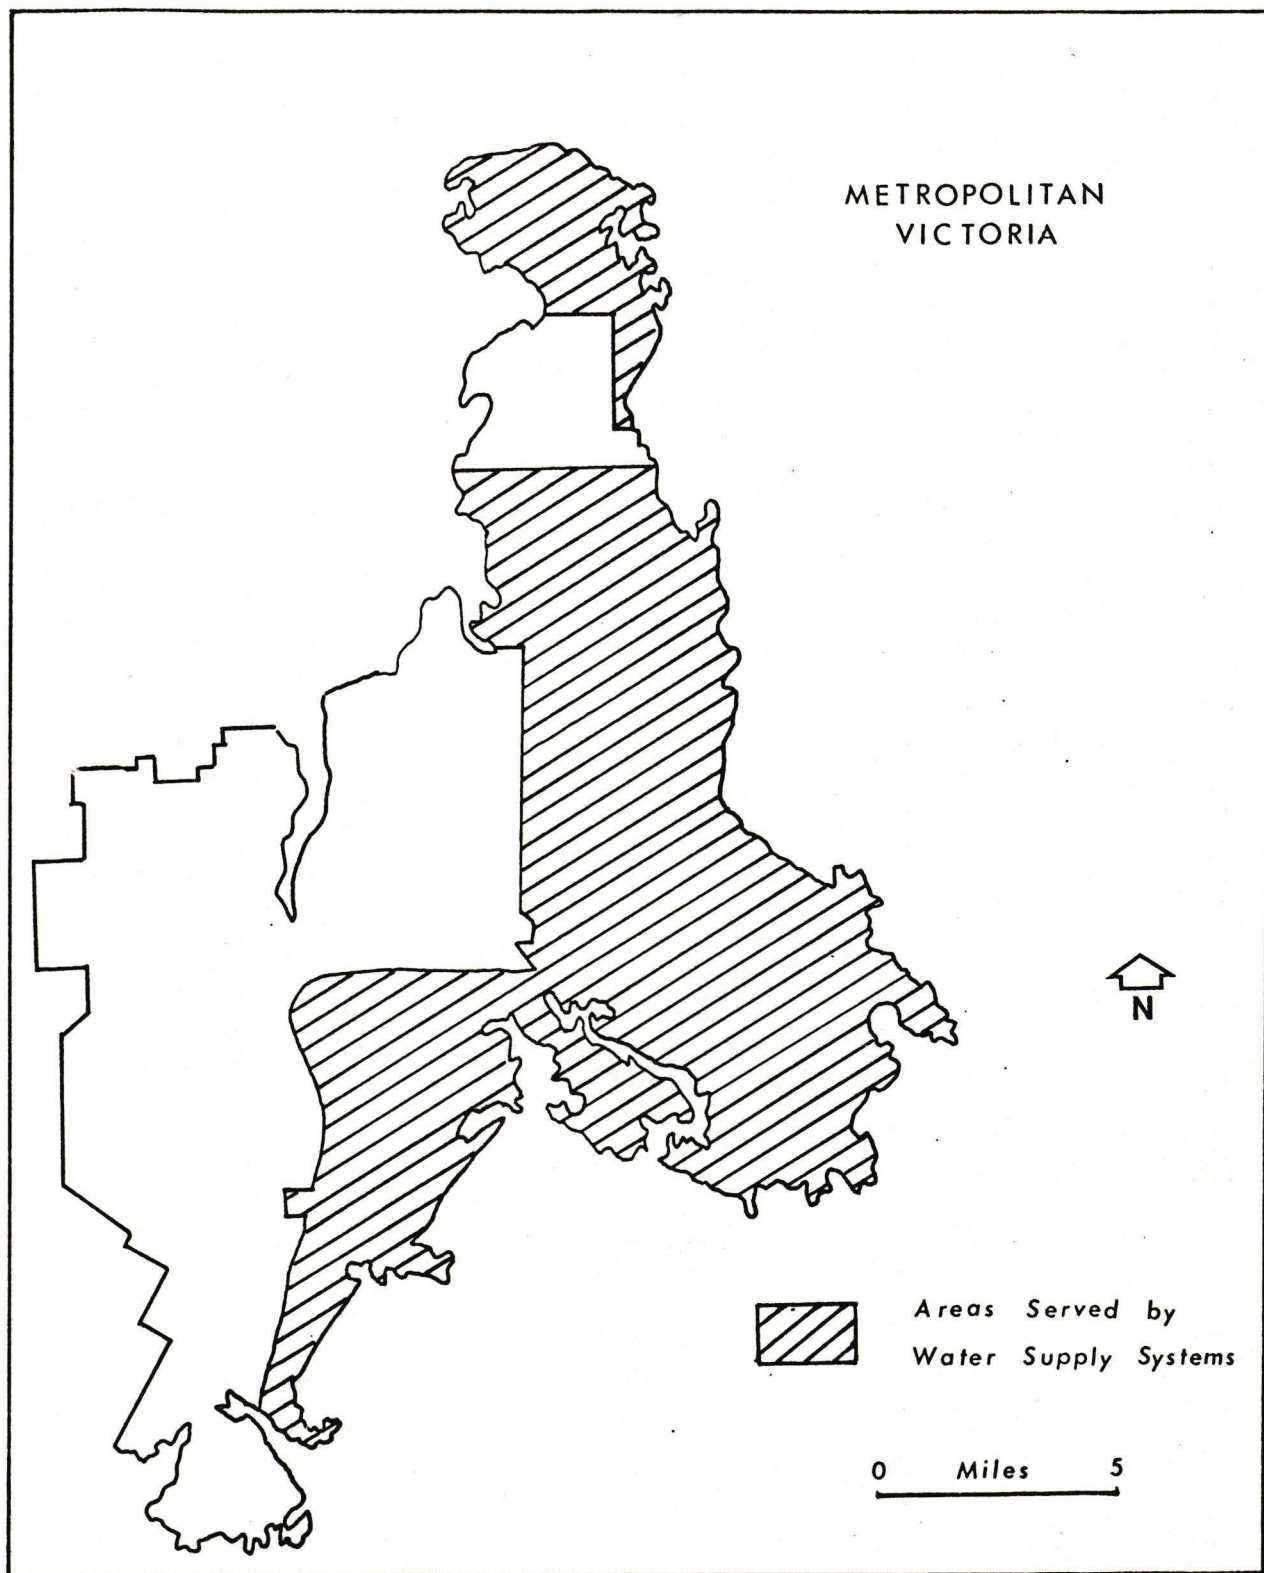 METROPOLITAN
VICTORIA
N
Areas Served by
Water Supply Systems
0 Miles 5